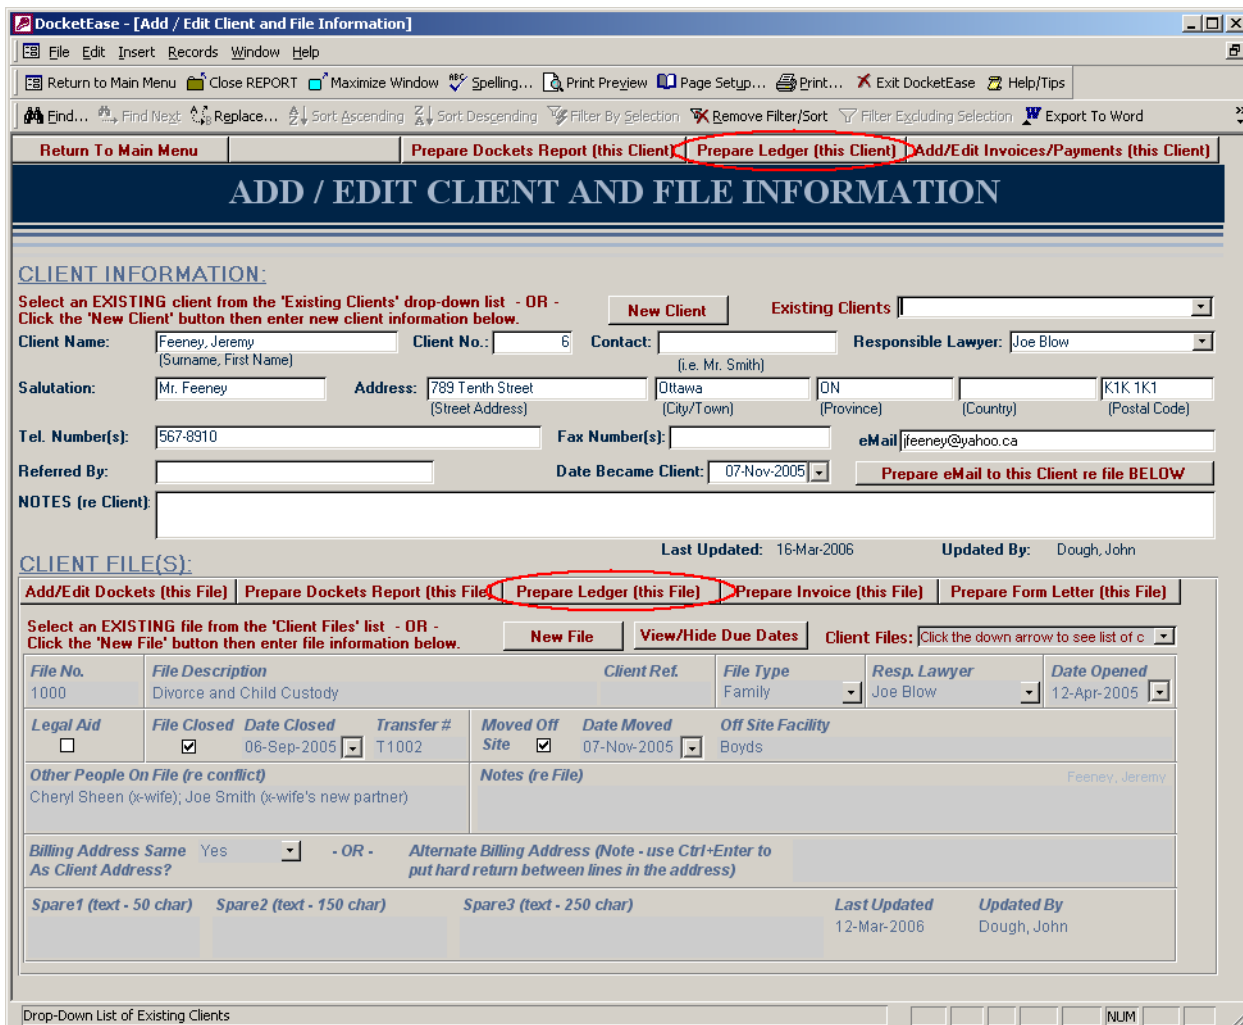 DocketEase - [Add / Edit Client and File Information]
File Edit Insert Records Window Help
Return to Main Menu Close REPORT Maximize Window Spelling... Print Preview Page Setup... Print... Exit DocketEase Help/Tips
Find... Find Next Replace... Sort Ascending Sort Descending Filter By Selection Remove Filter/Sort Filter Excluding Selection Export To Word
Return To Main Menu Prepare Dockets Report (this Client) Prepare Ledger (this Client) Add/Edit Invoices/Payments (this Client)
ADD / EDIT CLIENT AND FILE INFORMATION
CLIENT INFORMATION:
Select an EXISTING client from the 'Existing Clients' drop-down list - OR -
Click the 'New Client' button then enter new client information below.
New Client Existing Clients
Client Name: Feeney, Jeremy Client No.: 6 Contact: Responsible Lawyer: Joe Blow
(Surname, First Name) (i.e. Mr. Smith)
Salutation: Mr. Feeney Address: 789 Tenth Street Ottawa ON K1K 1K1
(Street Address) (City/Town) (Province) (Country) (Postal Code)
Tel. Number(s): 567-8910 Fax Number(s): eMail jfeeney@yahoo.ca
Referred By: Date Became Client: 07-Nov-2005 Prepare eMail to this Client re file BELOW
NOTES (re Client):
Last Updated: 16-Mar-2006 Updated By: Dough, John
CLIENT FILE(S):
Add/Edit Dockets (this File) Prepare Dockets Report (this File) Prepare Ledger (this File) Prepare Invoice (this File) Prepare Form Letter (this File)
Select an EXISTING file from the 'Client Files' list - OR -
Click the 'New File' button then enter file information below.
New File View/Hide Due Dates Client Files: Click the down arrow to see list of c
File No. File Description Client Ref. File Type Resp. Lawyer Date Opened
1000 Divorce and Child Custody Family Joe Blow 12-Apr-2005
Legal Aid File Closed Date Closed Transfer # Moved Off Date Moved Off Site Facility
06-Sep-2005 T1002 Site 07-Nov-2005 Boyds
Other People On File (re conflict) Notes (re File) Feeney, Jeremy
Cheryl Sheen (x-wife); Joe Smith (x-wife's new partner)
Billing Address Same Yes - OR - Alternate Billing Address (Note - use Ctrl+Enter to
As Client Address? put hard return between lines in the address)
Spare1 (text - 50 char) Spare2 (text - 150 char) Spare3 (text - 250 char) Last Updated Updated By
12-Mar-2006 Dough, John
Drop-Down List of Existing Clients NUM